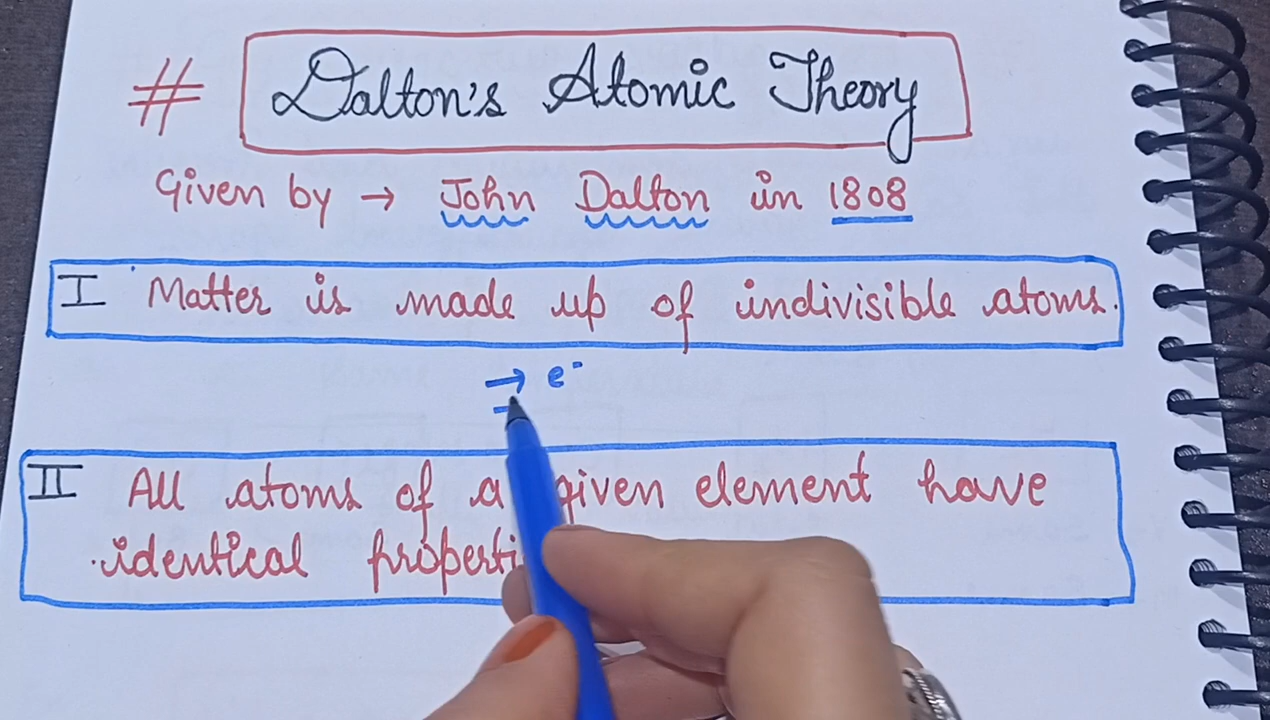 # Dalton's Atomic Theory
Given by → John Dalton in 1808
I Matter is made up of indivisible atoms.
→ e⁻
II All atoms of a given element have
identical